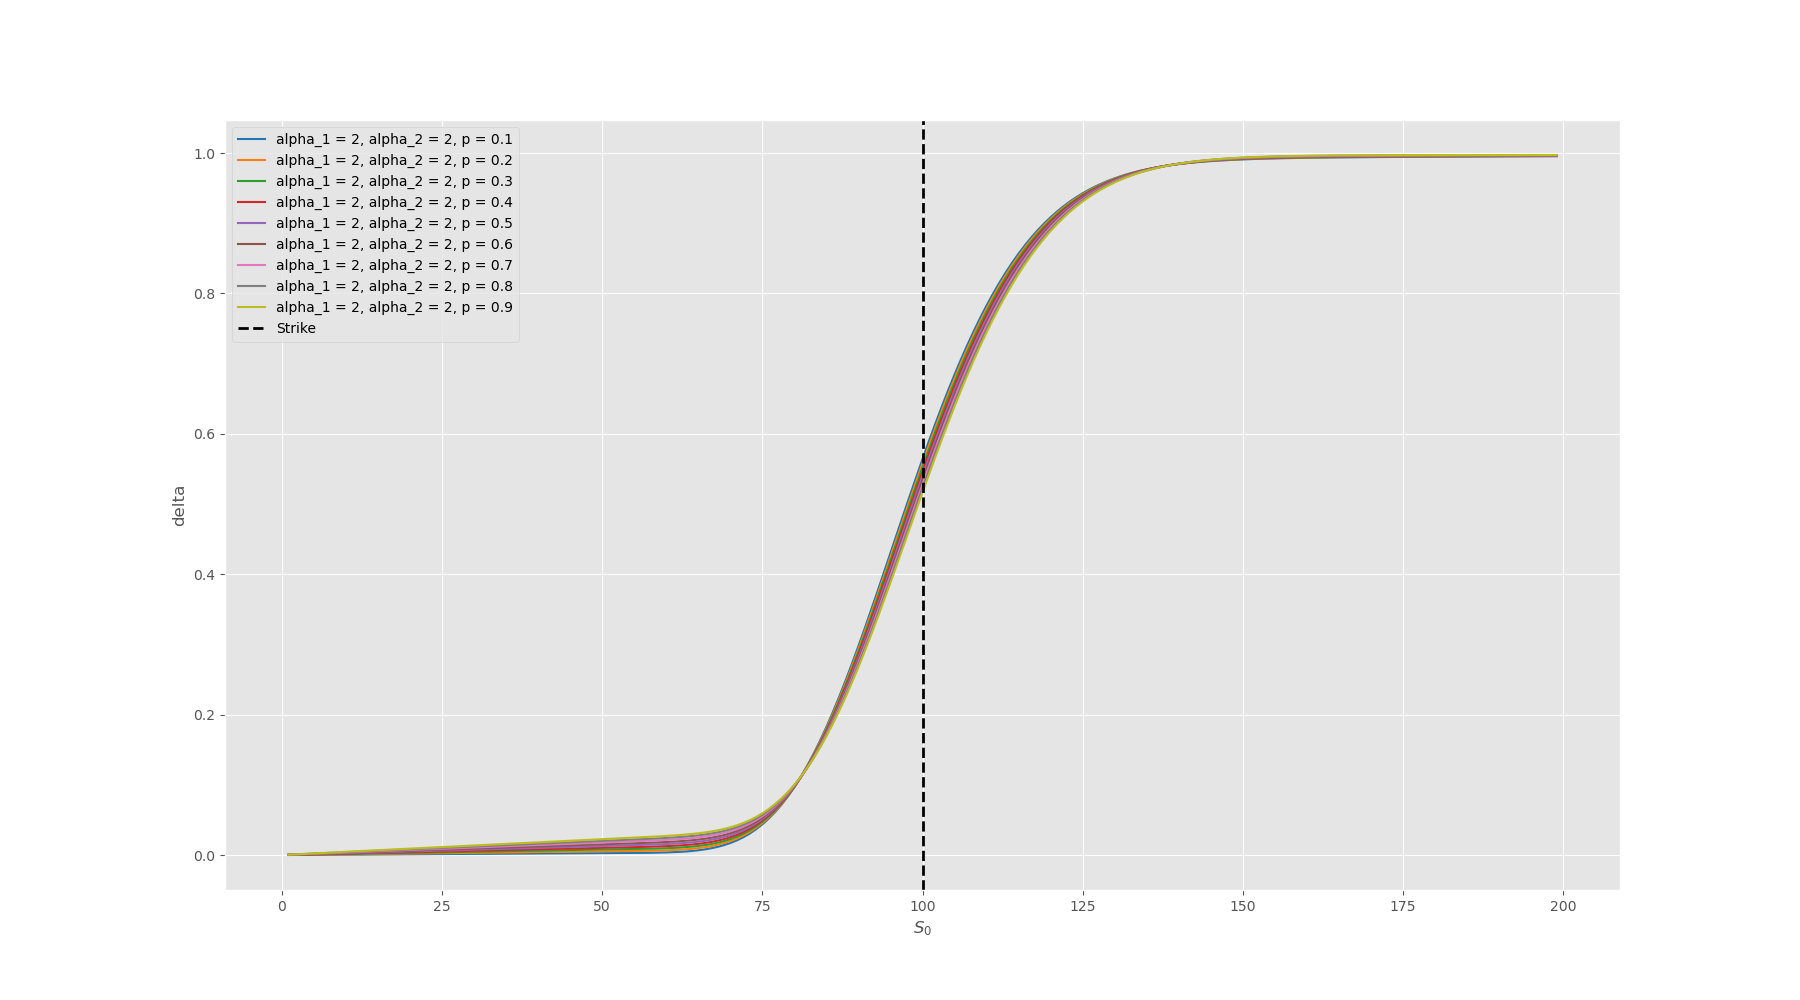 alpha_1 = 2, alpha_2 = 2, p = 0.1
alpha_1 = 2, alpha_2 = 2, p = 0.2
alpha_1 = 2, alpha_2 = 2, p = 0.3
alpha_1 = 2, alpha_2 = 2, p = 0.4
alpha_1 = 2, alpha_2 = 2, p = 0.5
alpha_1 = 2, alpha_2 = 2, p = 0.6
alpha_1 = 2, alpha_2 = 2, p = 0.7
alpha_1 = 2, alpha_2 = 2, p = 0.8
alpha_1 = 2, alpha_2 = 2, p = 0.9
Strike
1.0
0.8
0.6
0.4
0.2
0.0
delta
0 25 50 75 100 125 150 175 200
S₀